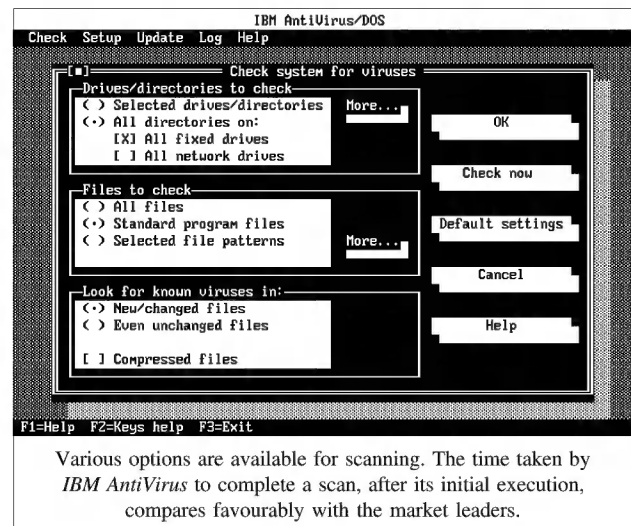 IBM AntiVirus/DOS
Check Setup Update Log Help
[■] Check system for viruses
Drives/directories to check
( ) Selected drives/directories More...
(·) All directories on:
[X] All fixed drives
[ ] All network drives
OK
Check now
Files to check
( ) All files
(·) Standard program files
( ) Selected file patterns More...
Default settings
Cancel
Look for known viruses in:
(·) New/changed files
( ) Even unchanged files
[ ] Compressed files
Help
F1=Help F2=Keys help F3=Exit
Various options are available for scanning. The time taken by
IBM AntiVirus to complete a scan, after its initial execution,
compares favourably with the market leaders.